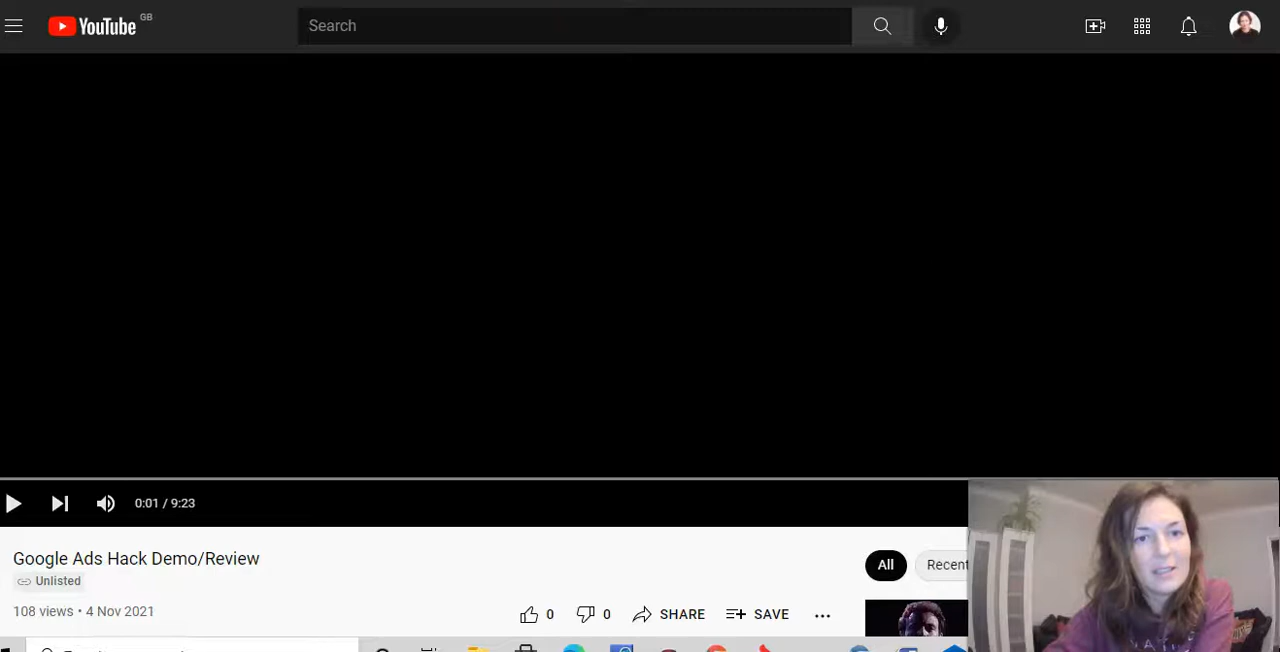 YouTube GB
Search
0:01 / 9:23
Google Ads Hack Demo/Review
Unlisted
108 views • 4 Nov 2021
0
0
SHARE
SAVE
All
Recent